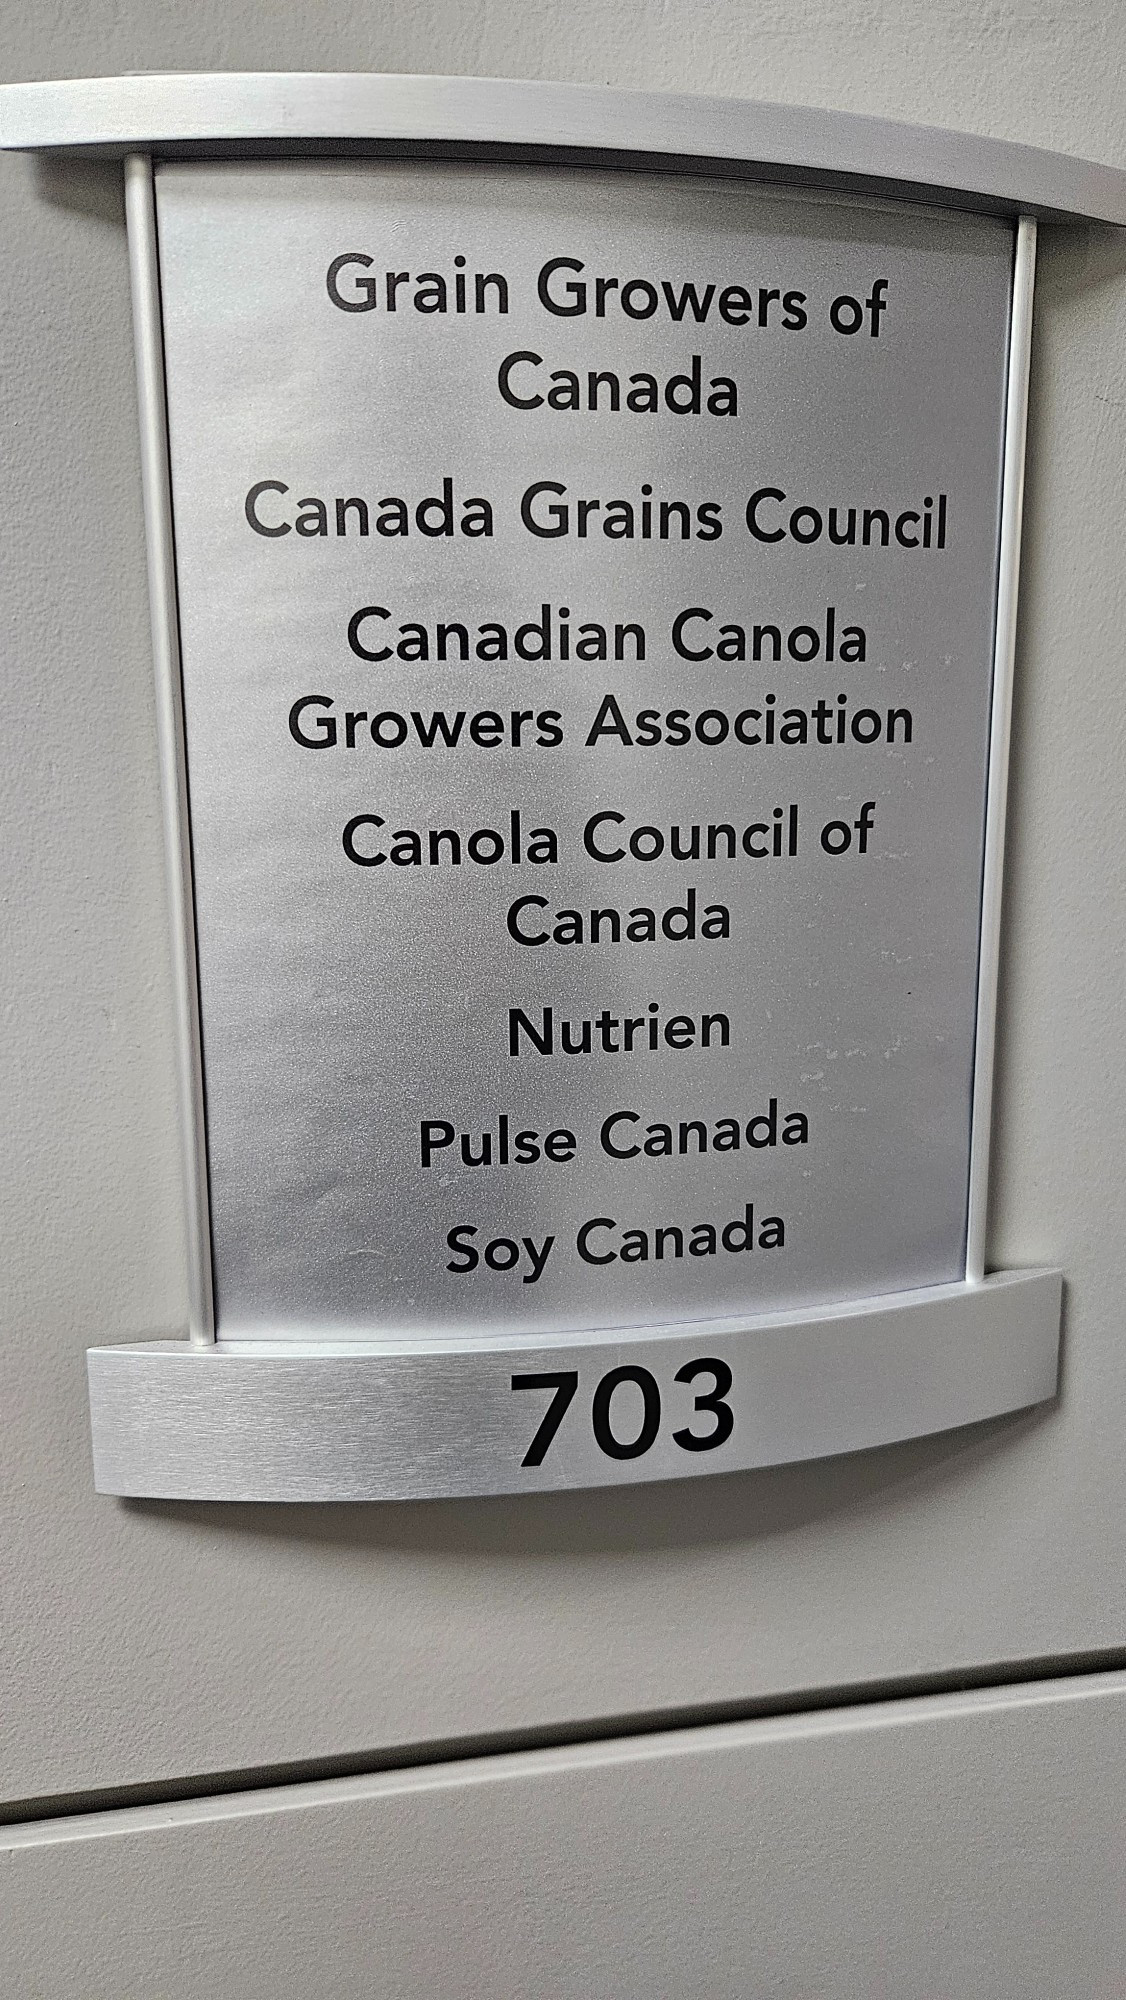 Grain Growers of
Canada
Canada Grains Council
Canadian Canola
Growers Association
Canola Council of
Canada
Nutrien
Pulse Canada
Soy Canada
703